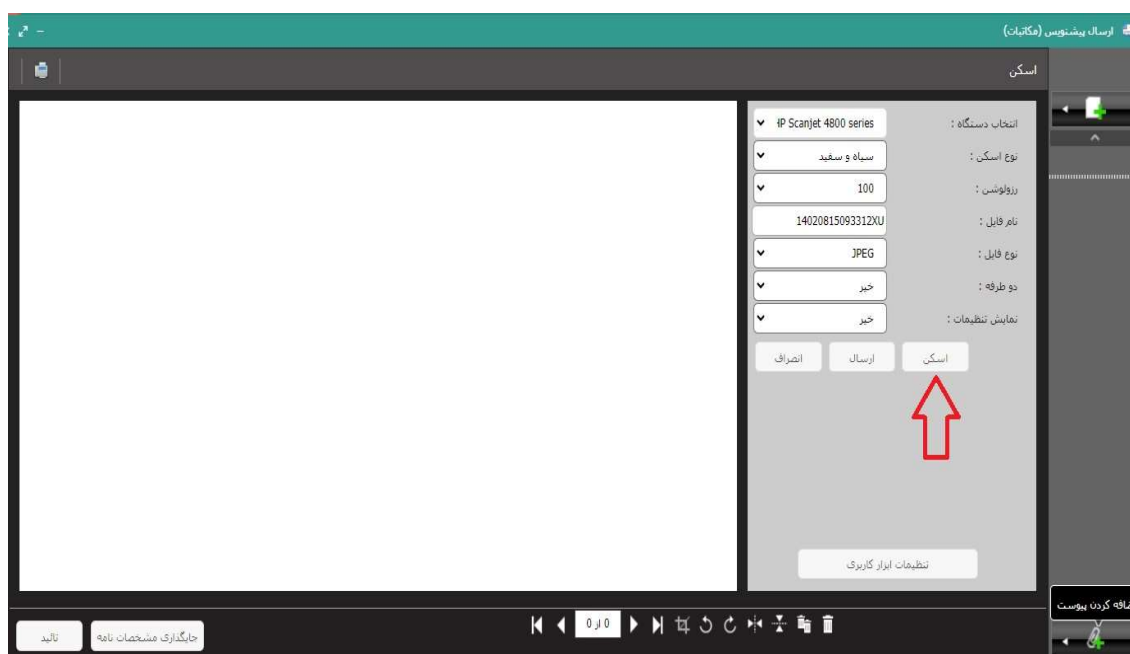 ارسال پیشنویس (مکاتبات)
اسکن
انتخاب دستگاه : HP Scanjet 4800 series
نوع اسکن : سیاه و سفید
رزولوشن : 100
نام فایل : 14020815093312XU
نوع فایل : JPEG
دو طرفه : خیر
نمایش تنظیمات : خیر
اسکن ارسال انصراف
تنظیمات ابزار کاربری
ضافه کردن پیوست
0 از 0
جایگذاری مشخصات نامه تائید